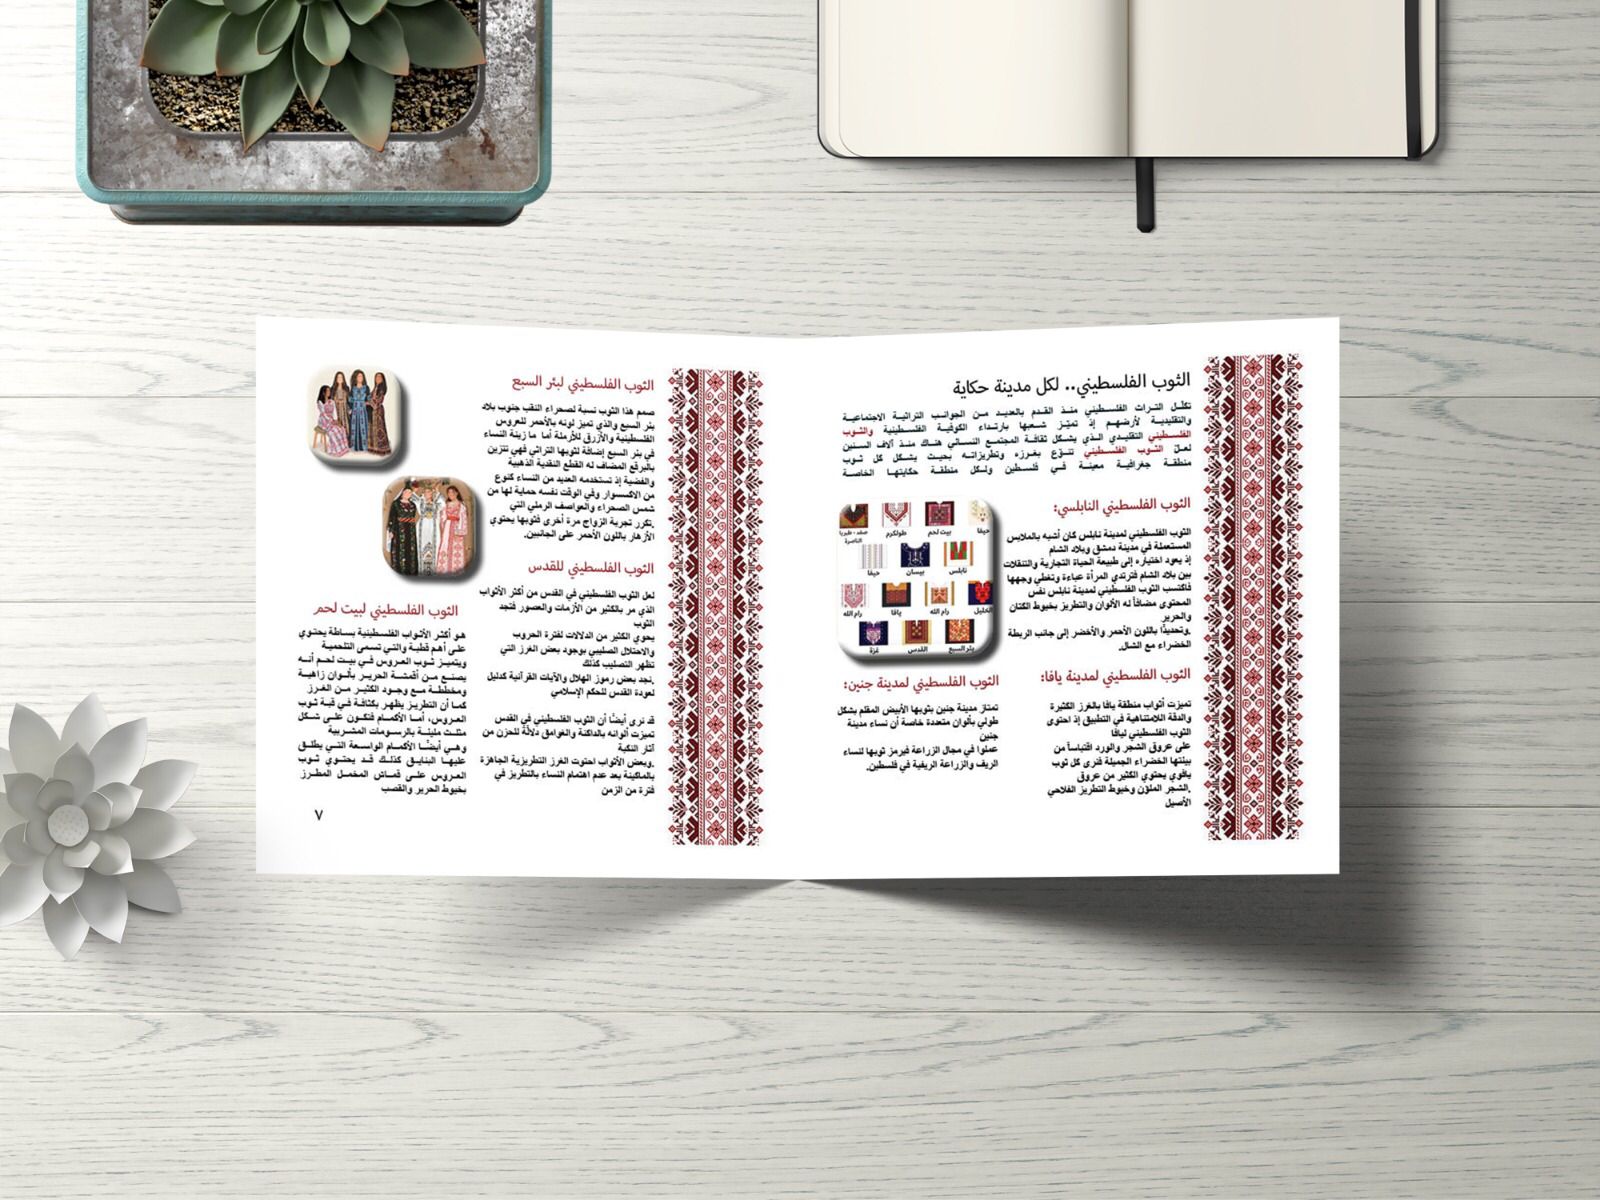 الثوب الفلسطيني.. لكل مدينة حكاية
تكلّل التراث الفلسطيني منذ القدم بالعديد من الجوانب التراثية الاجتماعية
والتقليدية لأرضهم إذ تميّز شعبها بارتداء الكوفية الفلسطينية والثوب
الفلسطيني التقليدي الذي يشكل ثقافة المجتمع النسائي هناك منذ آلاف السنين
لعلّ الثوب الفلسطيني تنوّع بغرزه وتطريزاته بحيث يشكل كل ثوب
منطقة جغرافية معينة في فلسطين ولكل منطقة حكايتها الخاصة
الثوب الفلسطيني النابلسي:
الثوب الفلسطيني لمدينة نابلس كان أشبه بالملابس
المستعملة في مدينة دمشق وبلاد الشام
إذ يعود اختياره إلى طبيعة الحياة التجارية والتنقلات
بين بلاد الشام فترتدي المرأة عباءة وتغطي وجهها
فاكتسب الثوب الفلسطيني لمدينة نابلس نفس
المحتوى مضافاً له الألوان والتطريز بخيوط الكتان
والحرير
.وتحديدًا باللون الأحمر والأخضر إلى جانب الربطة
الخضراء مع الشال.
حيفا
بيت لحم
طولكرم
صفد - طبريا
الناصرة
نابلس
بيسان
حيفا
الخليل
رام الله
يافا
رام الله
بئر السبع
القدس
غزة
الثوب الفلسطيني لمدينة يافا:
تميزت أثواب منطقة يافا بالغرز الكثيرة
والدقة اللامتناهية في التطبيق إذ احتوى
الثوب الفلسطيني ليافا
على عروق الشجر والورد اقتباساً من
بيئتها الخضراء الجميلة فترى كل ثوب
يافوي يحتوي الكثير من عروق
.الشجر الملوّن وخيوط التطريز الفلاحي
الأصيل
الثوب الفلسطيني لمدينة جنين:
تمتاز مدينة جنين بثوبها الأبيض المقلم بشكل
طولي بألوان متعددة خاصة أن نساء مدينة
جنين
عملوا في مجال الزراعة فيرمز ثوبها لنساء
الريف والزراعة الريفية في فلسطين.
الثوب الفلسطيني لبئر السبع
صمم هذا الثوب نسبة لصحراء النقب جنوب بلاد
بئر السبع والذي تميز لونه بالأحمر للعروس
الفلسطينية والأزرق للأرملة أما ما زينة النساء
في بئر السبع إضافة لثوبها التراثي فهي تتزين
بالبرقع المضاف له القطع النقدية الذهبية
والفضية إذ تستخدمه العديد من النساء كنوع
من الاكسسوار وفي الوقت نفسه حماية لها من
شمس الصحراء والعواصف الرملي التي
.تكرر تجربة الزواج مرة أخرى فثوبها يحتوي
الأزهار باللون الأحمر على الجانبين.
الثوب الفلسطيني للقدس
لعل الثوب الفلسطيني في القدس من أكثر الأثواب
الذي مر بالكثير من الأزمات والعصور فتجد
الثوب
يحوي الكثير من الدلالات لفترة الحروب
والاحتلال الصليبي بوجود بعض الغرز التي
تظهر التصليب كذلك
.تجد بعض رموز الهلال والآيات القرآنية كدليل
لعودة القدس للحكم الإسلامي
قد ترى أيضًا أن الثوب الفلسطيني في القدس
تميزت ألوانه بالداكنة والغوامق دلالة للحزن من
آثار النكبة
.وبعض الأثواب احتوت الغرز التطريزية الجاهزة
بالماكينة بعد عدم اهتمام النساء بالتطريز في
فترة من الزمن
الثوب الفلسطيني لبيت لحم
هو أكثر الأثواب الفلسطينية بساطة يحتوي
على أهم قطبة والتي تسمى التلحمية
ويتميز ثوب العروس في بيت لحم أنه
يصنع من أقمشة الحرير بألوان زاهية
ومخططة مع وجود الكثير من الغرز
كما أن التطريز يظهر بكثافة في قبة ثوب
العروس، أما الأكمام فتكون على شكل
مثلث مليئة بالرسومات المشربية
وهي أيضًا الأكمام الواسعة التي يطلق
عليها البنايق كذلك قد يحتوي ثوب
العروس على قماش المخمل المطرز
بخيوط الحرير والقصب
٧